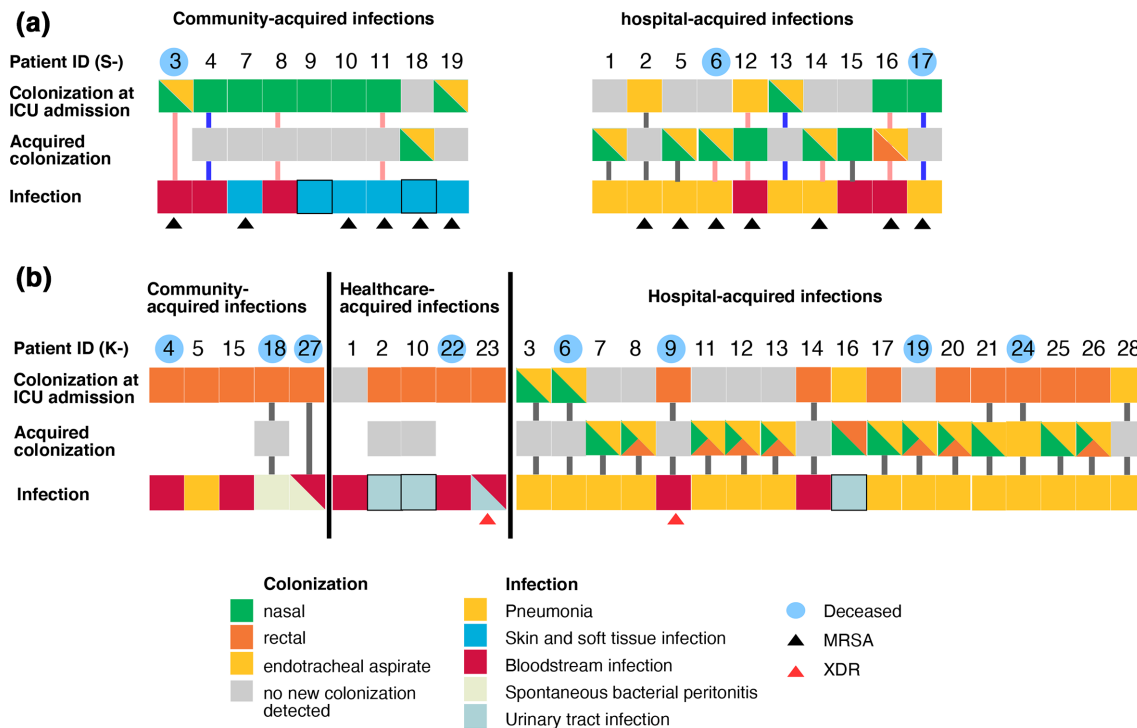 (a)
Community-acquired infections
hospital-acquired infections
Patient ID (S-) 3 4 7 8 9 10 11 18 19 1 2 5 6 12 13 14 15 16 17
Colonization at
ICU admission
Acquired
colonization
Infection
(b)
Community-
acquired infections
Healthcare-
acquired infections
Hospital-acquired infections
Patient ID (K-) 4 5 15 18 27 1 2 10 22 23 3 6 7 8 9 11 12 13 14 16 17 19 20 21 24 25 26 28
Colonization at
ICU admission
Acquired
colonization
Infection
Colonization
nasal
rectal
endotracheal aspirate
no new colonization
detected
Infection
Pneumonia
Skin and soft tissue infection
Bloodstream infection
Spontaneous bacterial peritonitis
Urinary tract infection
Deceased
MRSA
XDR